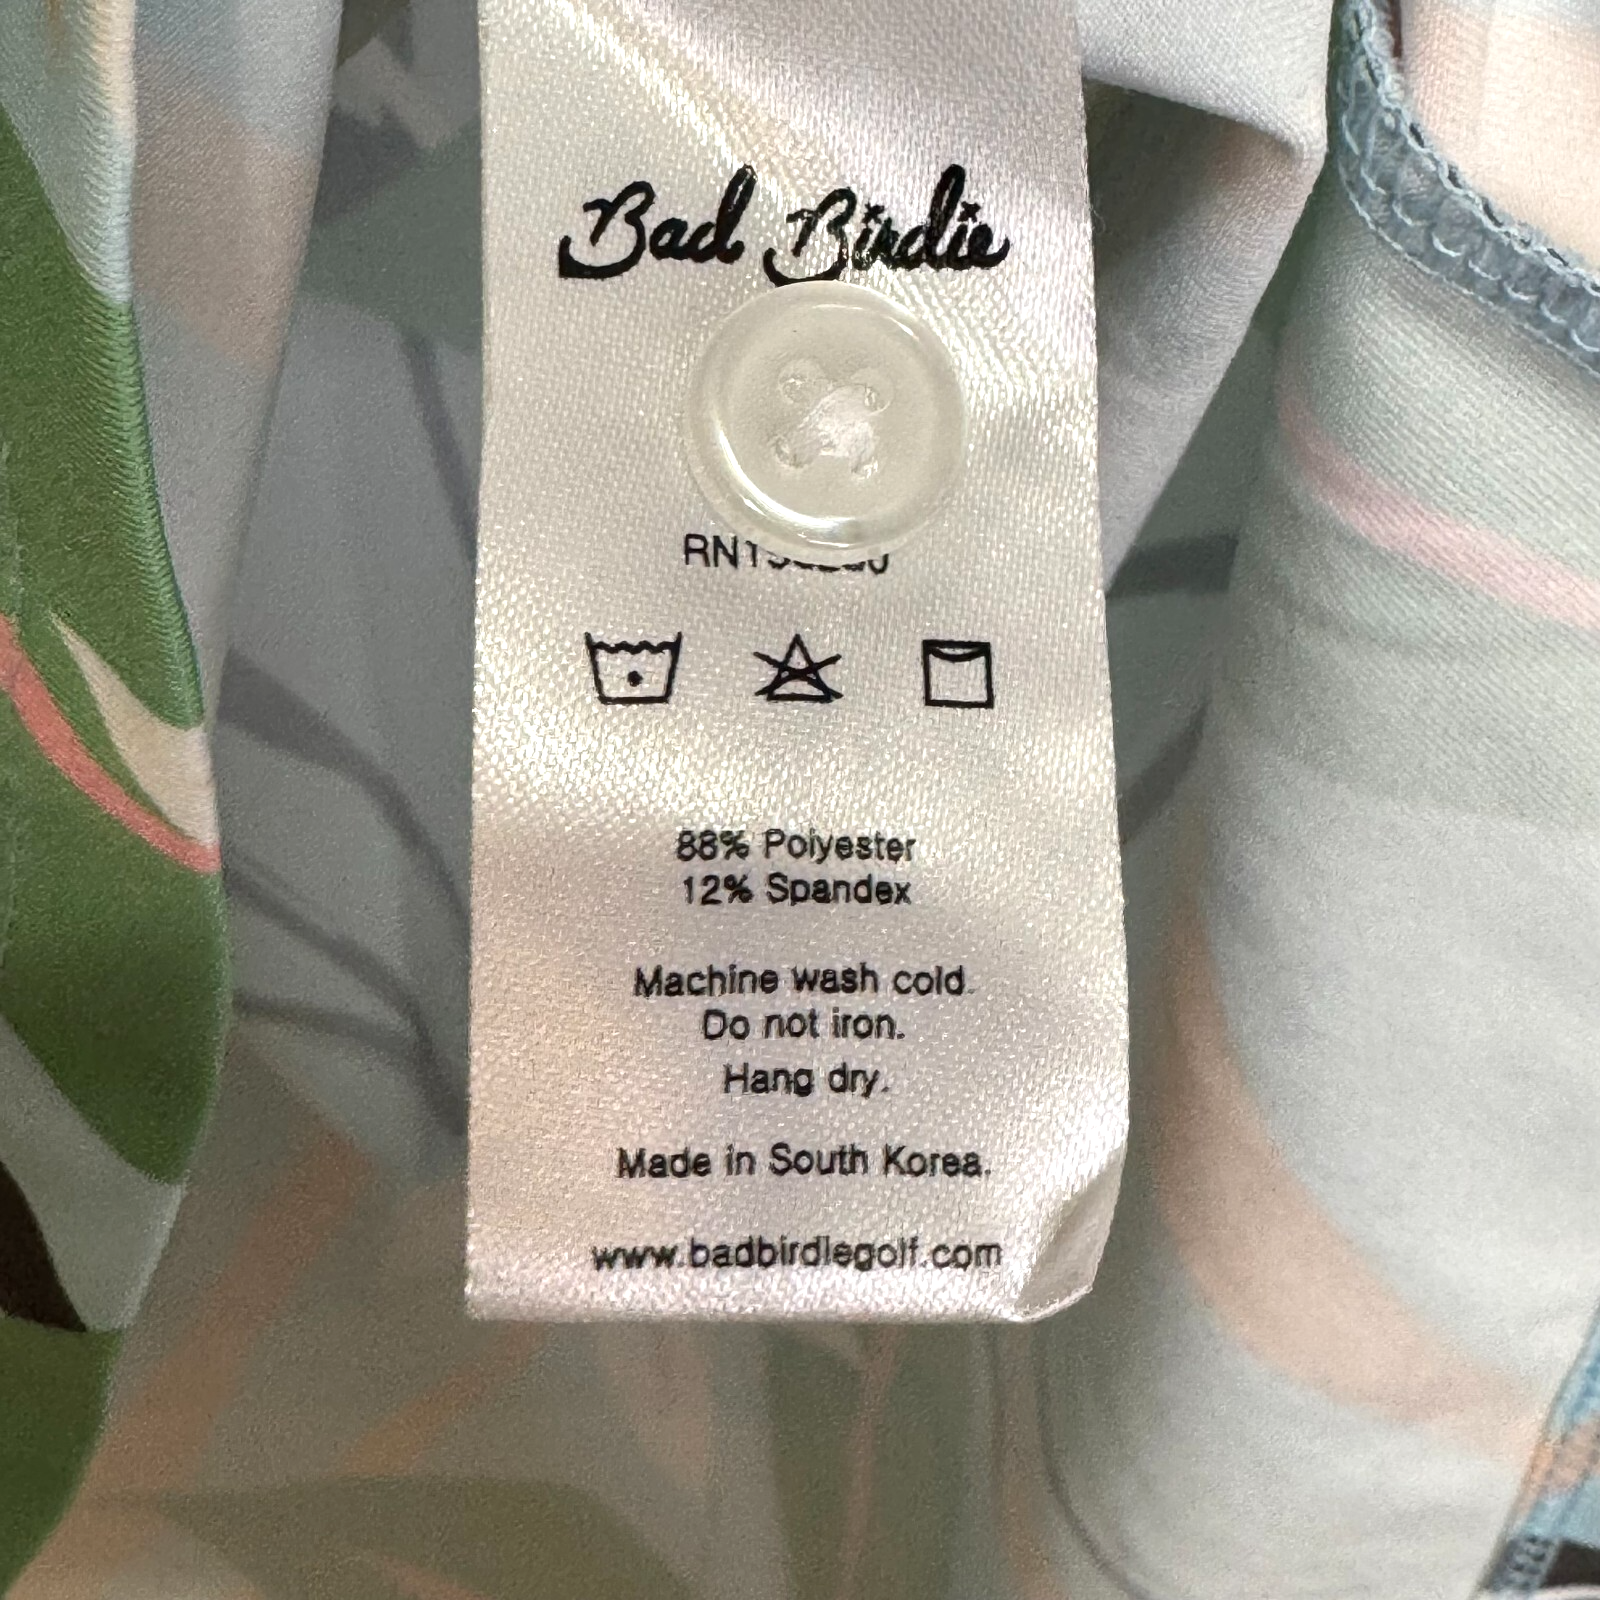 Bad Birdie
88% Polyester
12% Spandex
Machine wash cold.
Do not iron.
Hang dry.
Made in South Korea.
www.badbirdiegolf.com